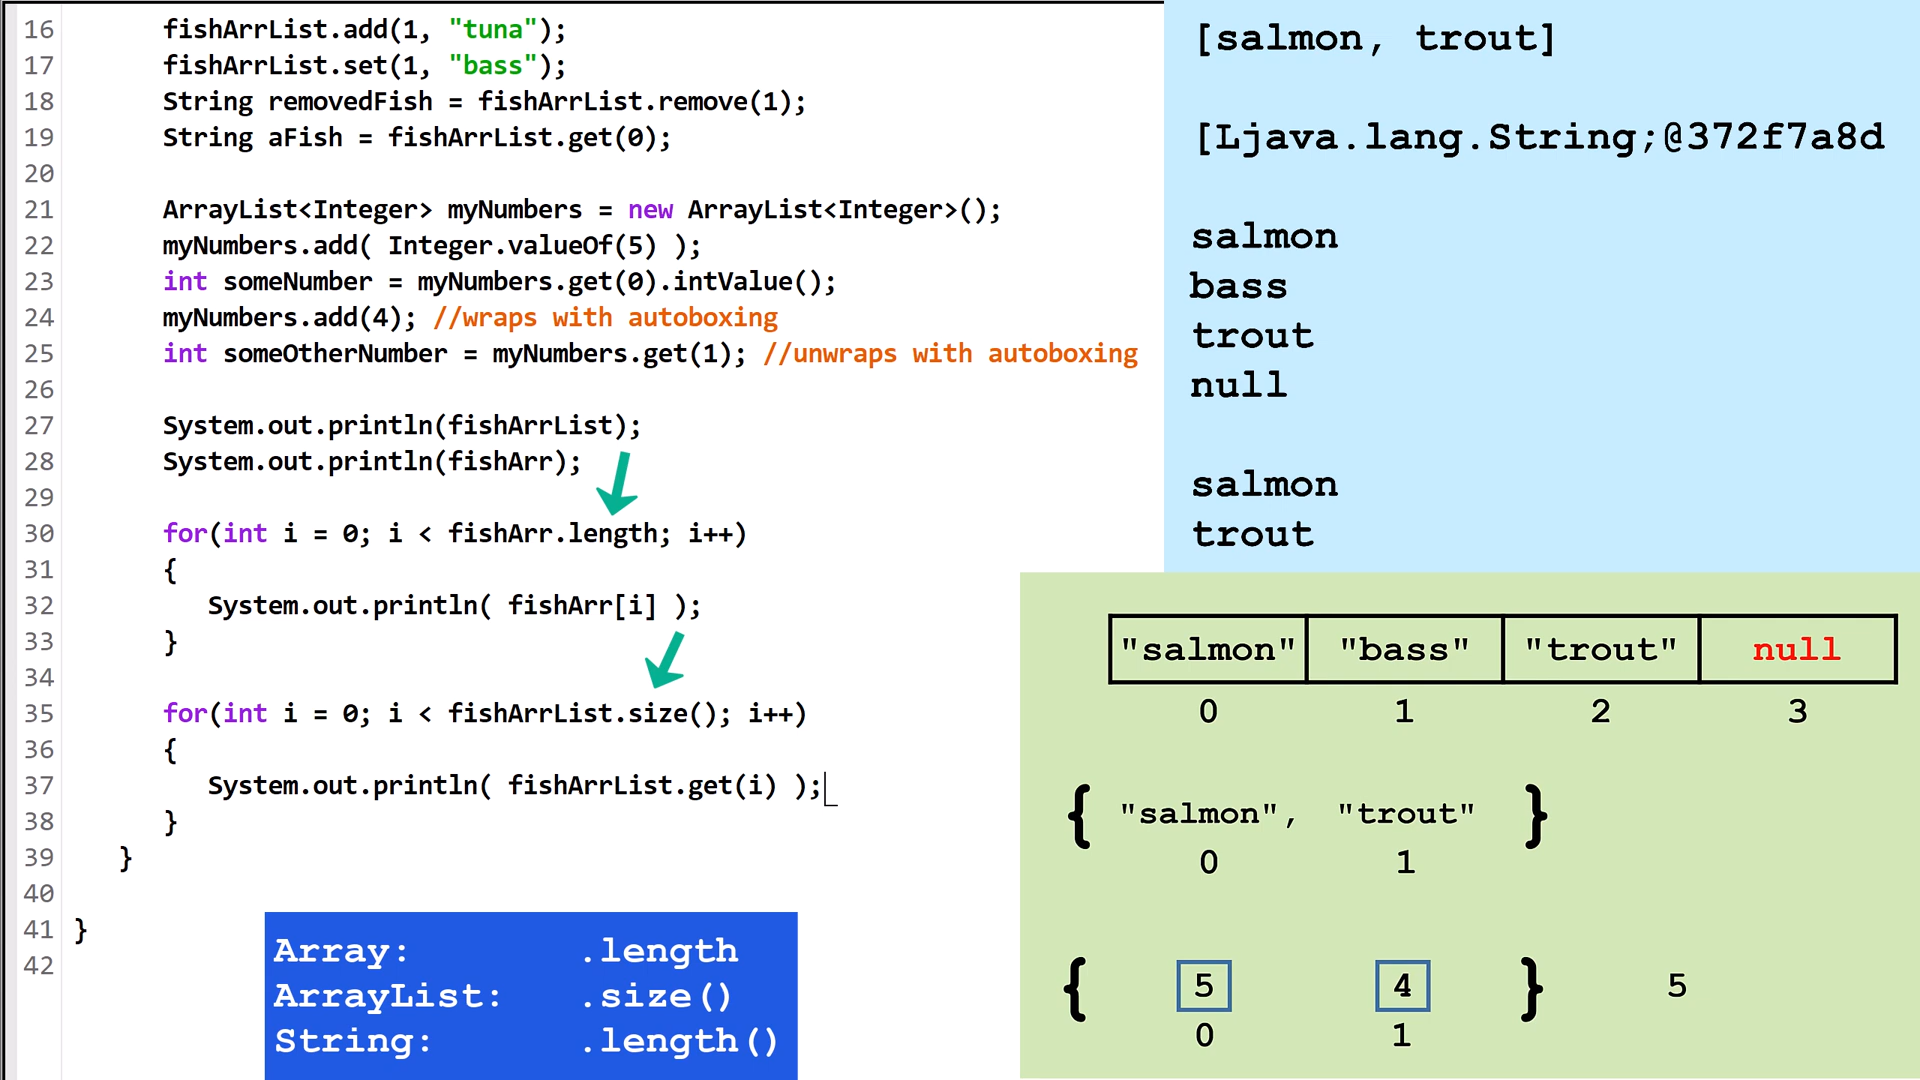 16 fishArrList.add(1, "tuna");
17 fishArrList.set(1, "bass");
18 String removedFish = fishArrList.remove(1);
19 String aFish = fishArrList.get(0);
20
21 ArrayList<Integer> myNumbers = new ArrayList<Integer>();
22 myNumbers.add( Integer.valueOf(5) );
23 int someNumber = myNumbers.get(0).intValue();
24 myNumbers.add(4); //wraps with autoboxing
25 int someOtherNumber = myNumbers.get(1); //unwraps with autoboxing
26
27 System.out.println(fishArrList);
28 System.out.println(fishArr);
29
30 for(int i = 0; i < fishArr.length; i++)
31 {
32 System.out.println( fishArr[i] );
33 }
34
35 for(int i = 0; i < fishArrList.size(); i++)
36 {
37 System.out.println( fishArrList.get(i) );
38 }
39 }
40
41 }
42
[salmon, trout]
[Ljava.lang.String;@372f7a8d
salmon
bass
trout
null
salmon
trout
"salmon" "bass" "trout" null
0 1 2 3
{ "salmon", "trout" }
0 1
{ 5 4 } 5
0 1
Array: .length
ArrayList: .size()
String: .length()